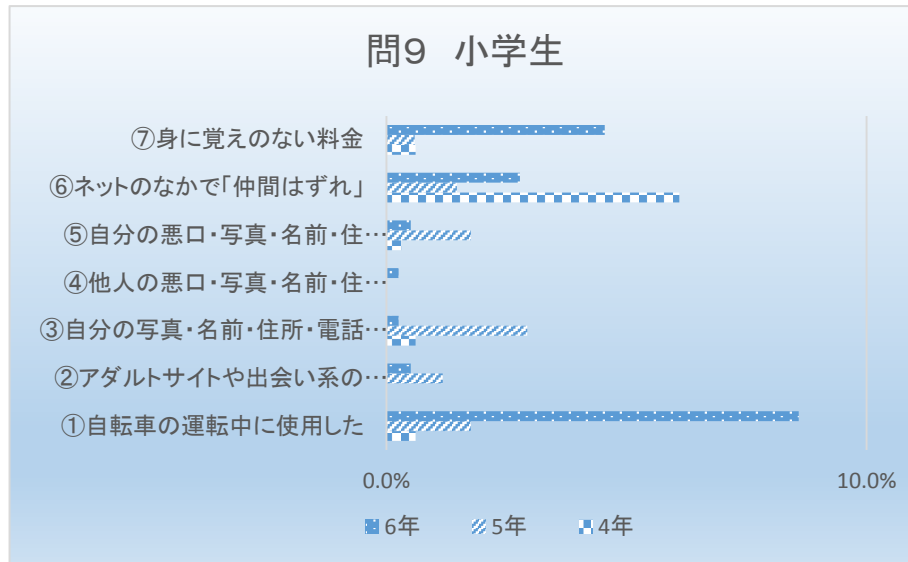 問９ 小学生
⑦身に覚えのない料金
⑥ネットのなかで「仲間はずれ」
⑤自分の悪口・写真・名前・住…
④他人の悪口・写真・名前・住…
③自分の写真・名前・住所・電話…
②アダルトサイトや出会い系の…
①自転車の運転中に使用した
0.0% 10.0%
6年 5年 4年